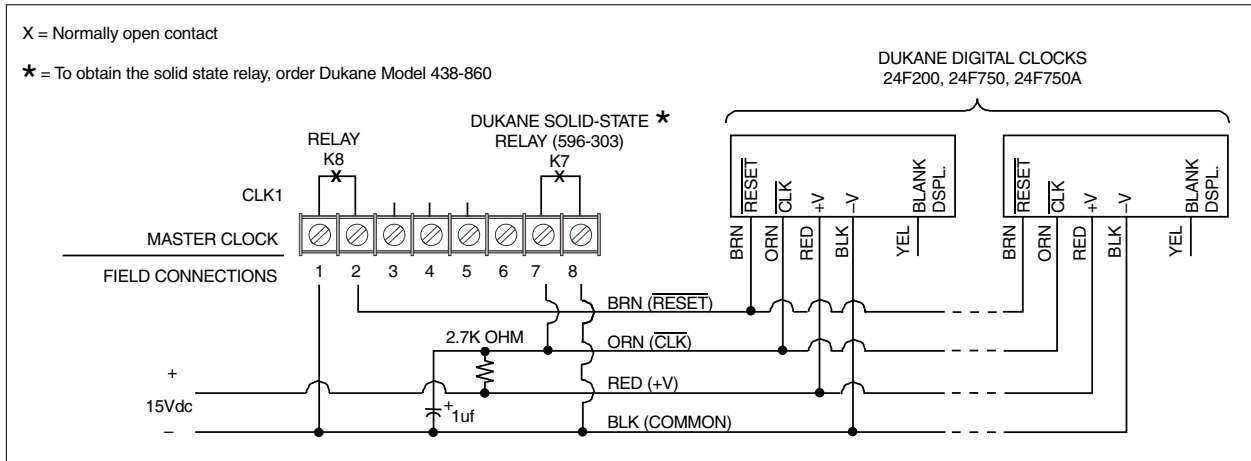 X = Normally open contact
* = To obtain the solid state relay, order Dukane Model 438-860
DUKANE DIGITAL CLOCKS
24F200, 24F750, 24F750A
DUKANE SOLID-STATE *
RELAY (596-303)
K7
RELAY
K8
CLK1
MASTER CLOCK
FIELD CONNECTIONS
1 2 3 4 5 6 7 8
RESET
CLK
+V
–V
BLANK
DSPL.
BRN
ORN
RED
BLK
YEL
RESET
CLK
+V
–V
BLANK
DSPL.
BRN
ORN
RED
BLK
YEL
BRN (RESET)
2.7K OHM
ORN (CLK)
RED (+V)
+
15Vdc
–
+
1uf
BLK (COMMON)